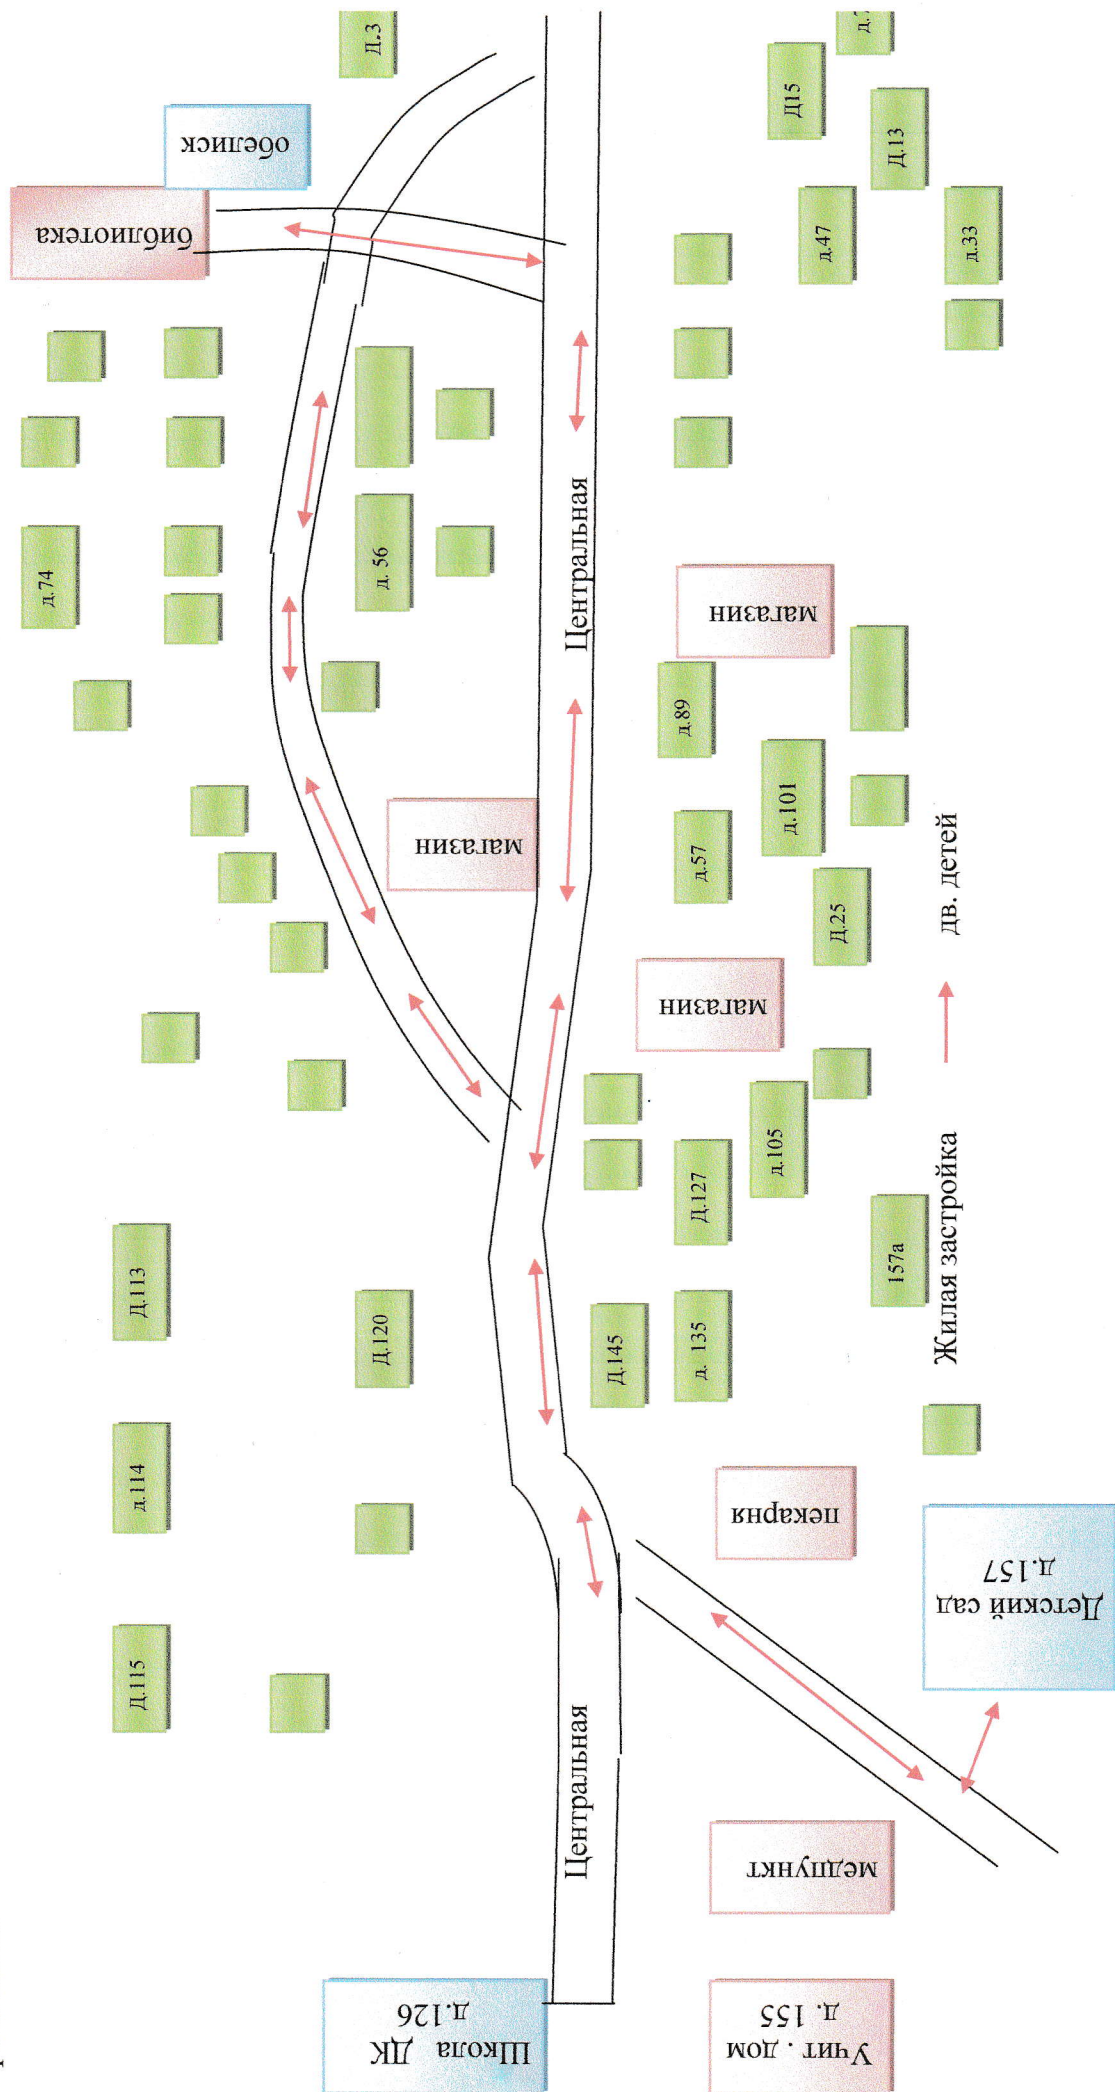 Д.3
обелиск
библиотека
Д15
д.7
Д.13
д.47
д.33
д.74
д. 56
Центральная
магазин
д.89
магазин
д.101
д.57
Д.25
магазин
д.105
Д.127
157а
Д.113
Д.120
Д.145
д. 135
д.114
пекарня
Детский сад
д.157
Д.115
Центральная
медпункт
Школа ДК
д.126
Учит . дом
д. 155
Жилая застройка
дв. детей